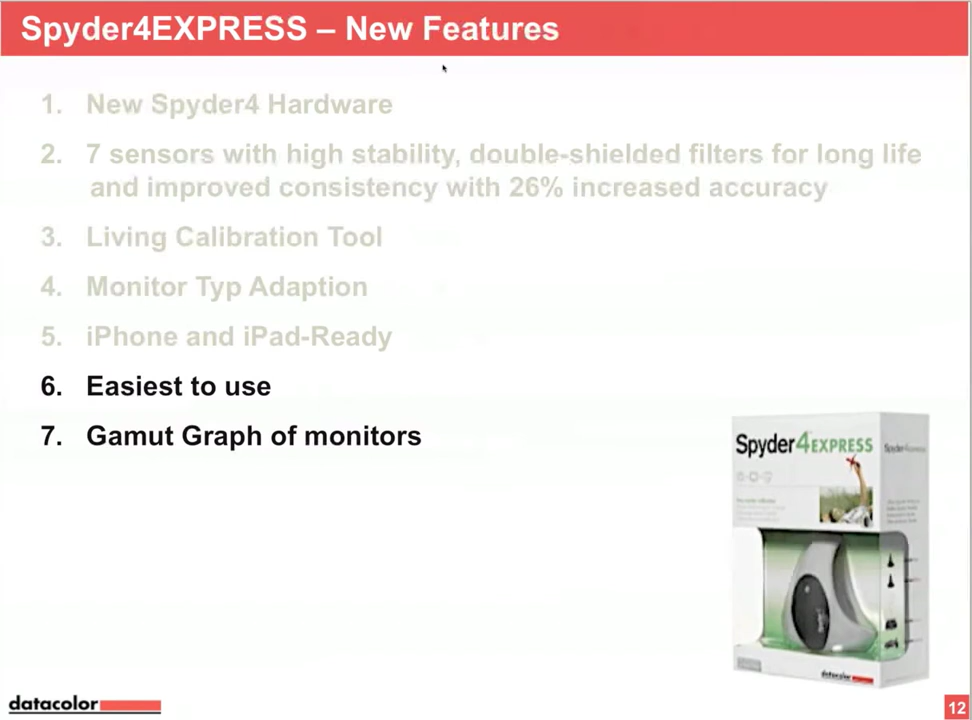 Spyder4EXPRESS – New Features
1. New Spyder4 Hardware
2. 7 sensors with high stability, double-shielded filters for long life
and improved consistency with 26% increased accuracy
3. Living Calibration Tool
4. Monitor Typ Adaption
5. iPhone and iPad-Ready
6. Easiest to use
7. Gamut Graph of monitors
Spyder4EXPRESS
Spyder4EXPRESS
datacolor
datacolor
12